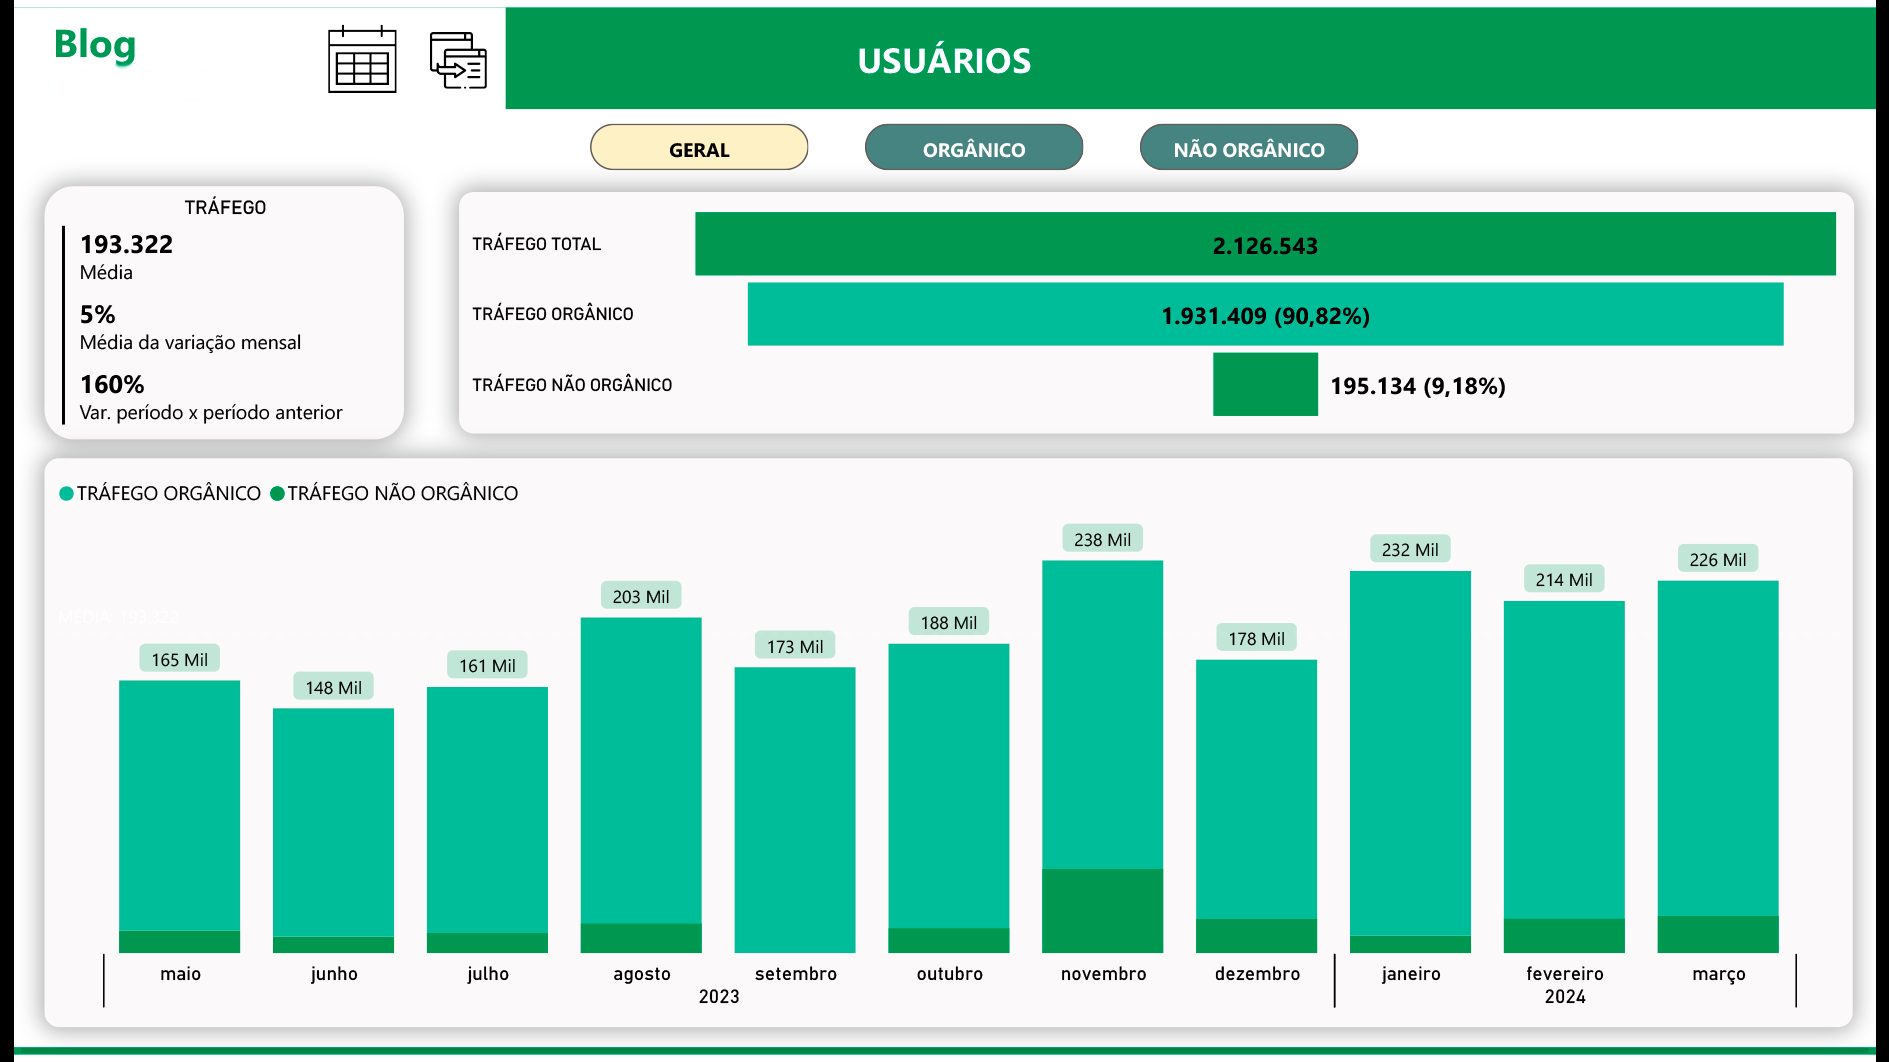 Blog
USUÁRIOS
GERAL
ORGÂNICO
NÃO ORGÂNICO
TRÁFEGO
193.322
Média
5%
Média da variação mensal
160%
Var. período x período anterior
TRÁFEGO TOTAL
2.126.543
TRÁFEGO ORGÂNICO
1.931.409 (90,82%)
TRÁFEGO NÃO ORGÂNICO
195.134 (9,18%)
TRÁFEGO ORGÂNICO TRÁFEGO NÃO ORGÂNICO
MÉDIA: 193.322
165 Mil
148 Mil
161 Mil
203 Mil
173 Mil
188 Mil
238 Mil
178 Mil
232 Mil
214 Mil
226 Mil
maio junho julho agosto setembro outubro novembro dezembro janeiro fevereiro março
2023 2024